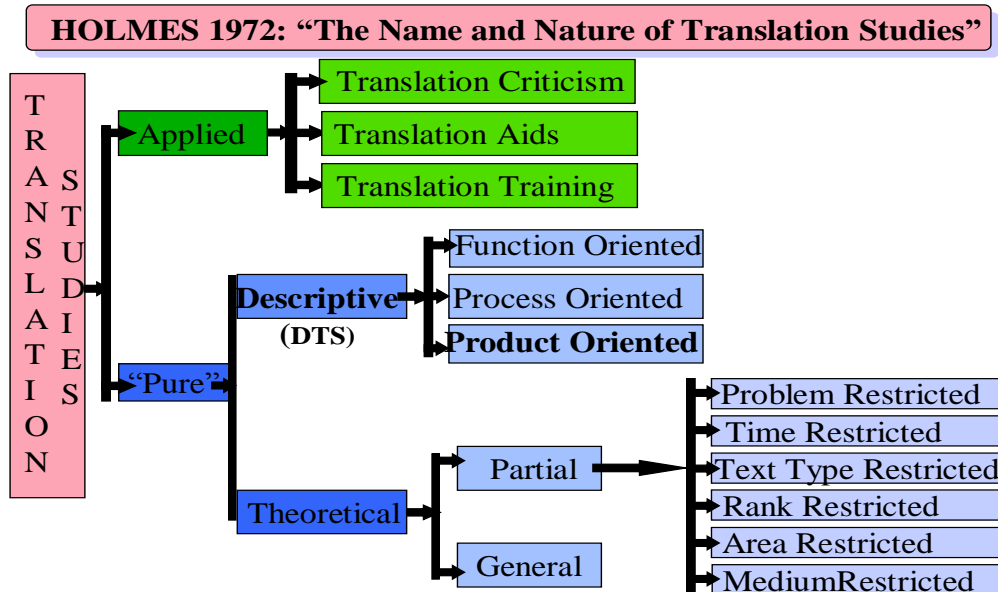 HOLMES 1972: “The Name and Nature of Translation Studies”
TRANSLATION
STUDIES
Applied
Translation Criticism
Translation Aids
Translation Training
“Pure”
Descriptive
(DTS)
Function Oriented
Process Oriented
Product Oriented
Theoretical
Partial
General
Problem Restricted
Time Restricted
Text Type Restricted
Rank Restricted
Area Restricted
MediumRestricted